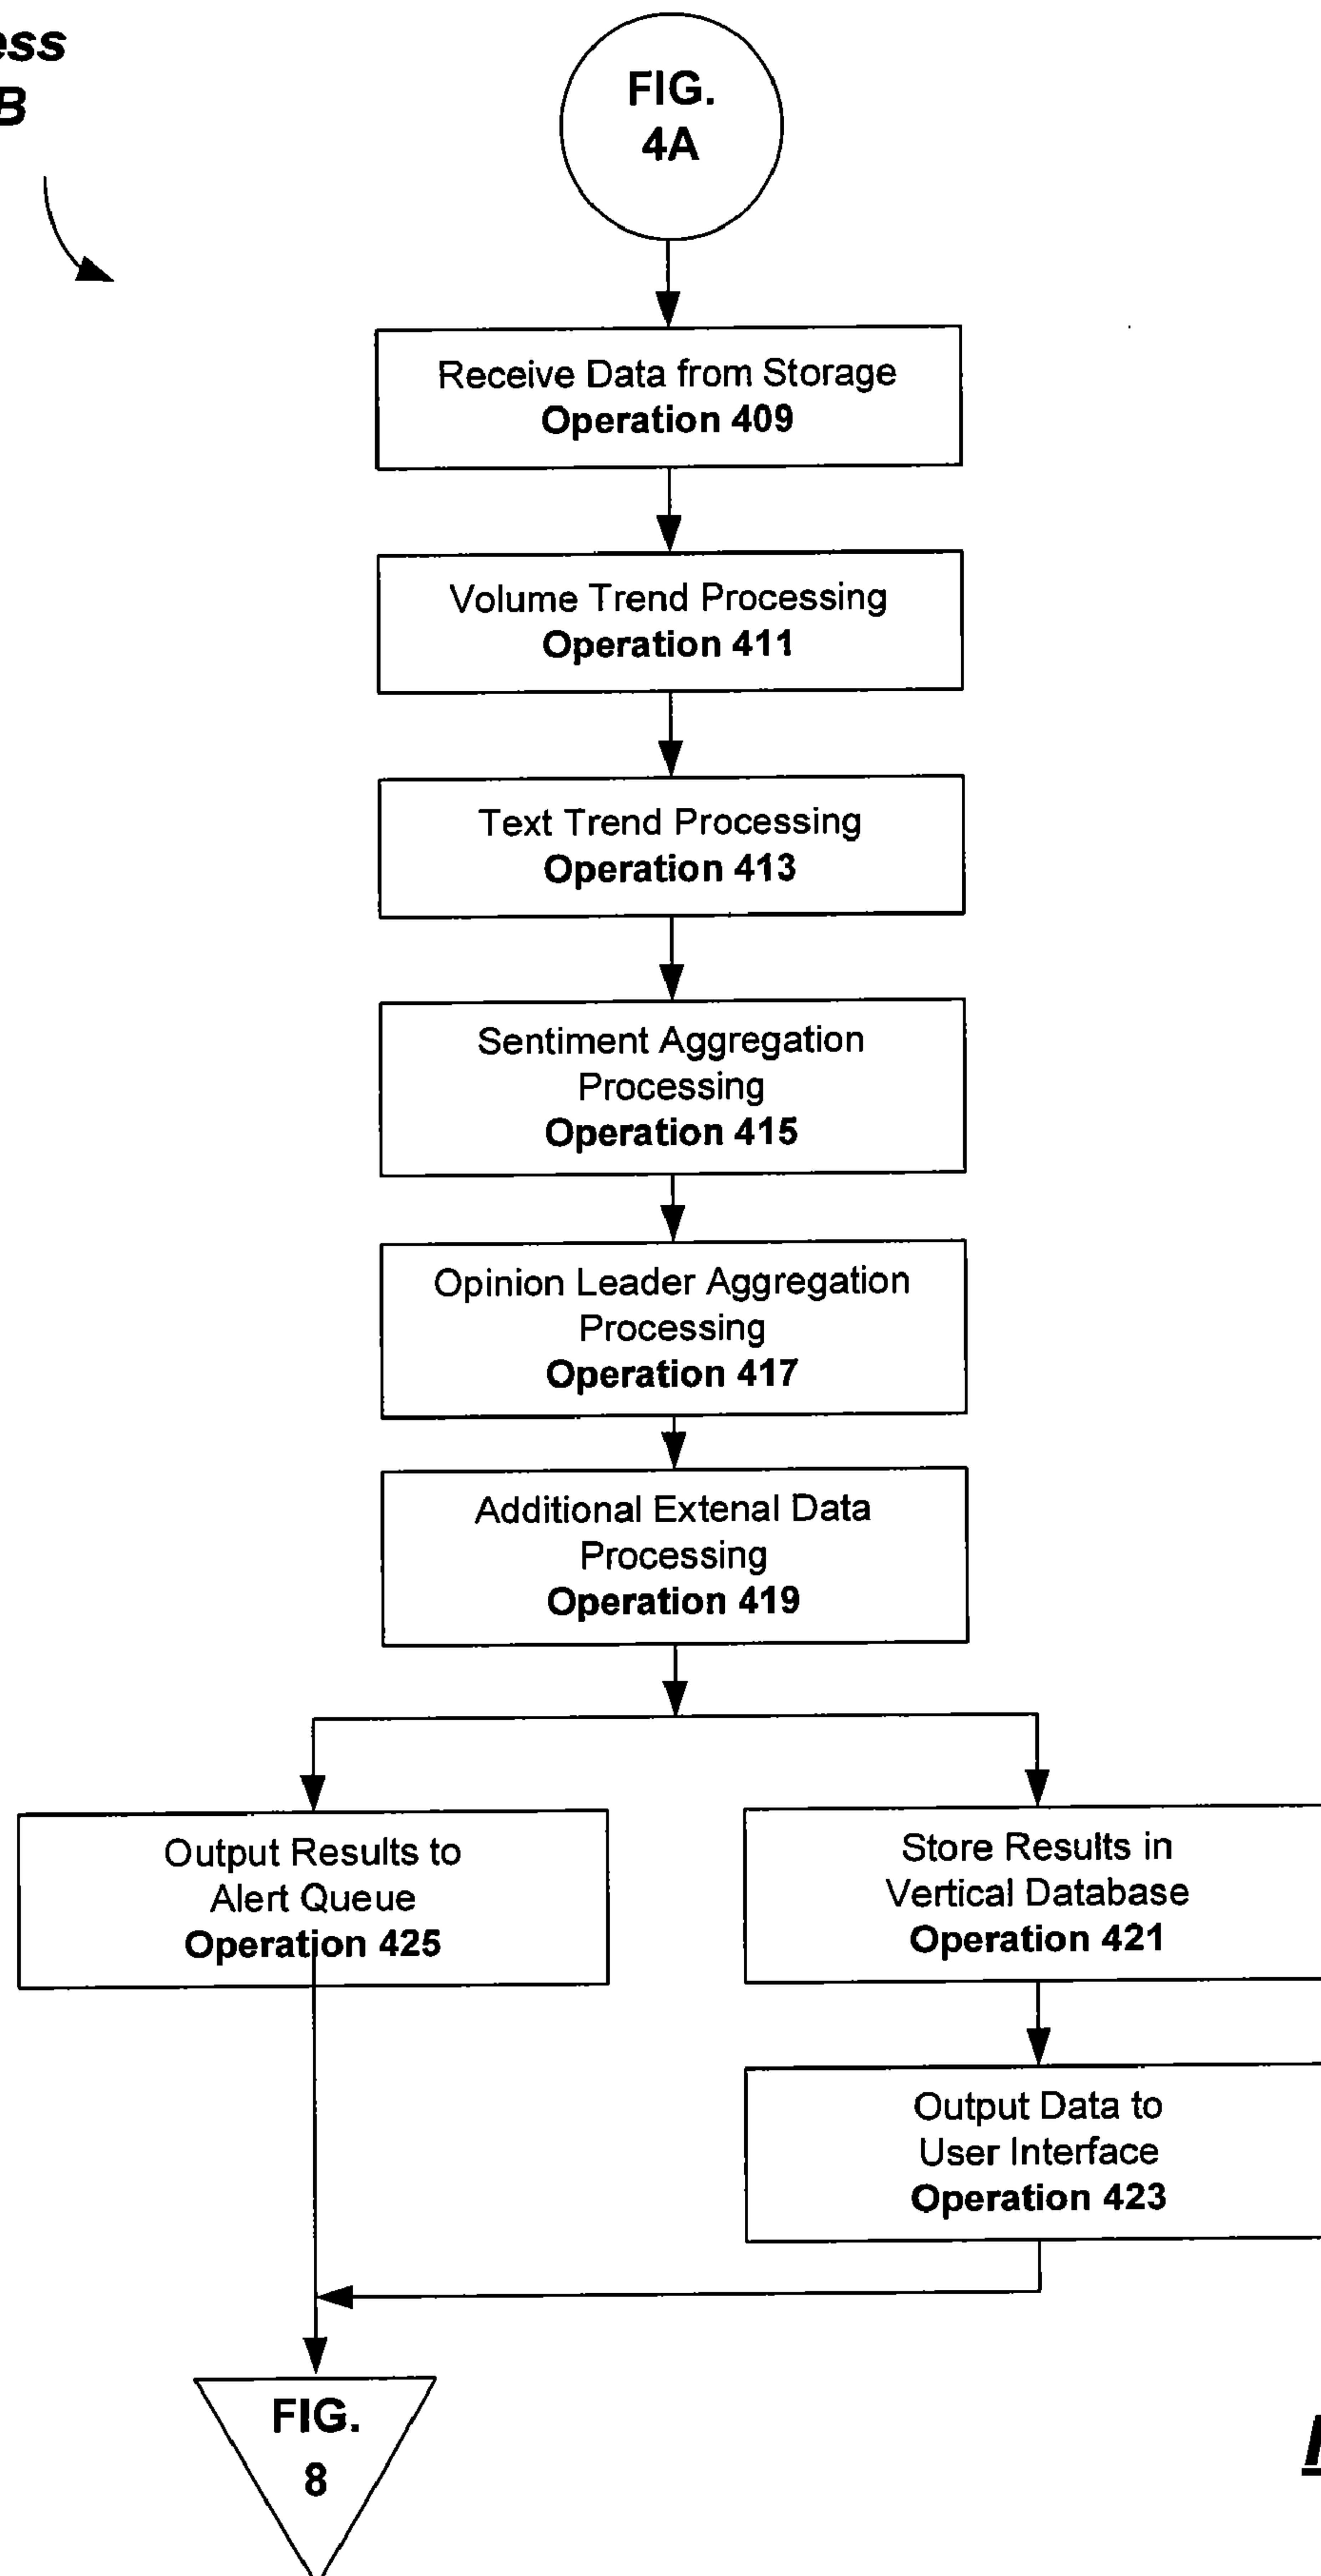 ess
B
FIG.
4A
Receive Data from Storage
Operation 409
Volume Trend Processing
Operation 411
Text Trend Processing
Operation 413
Sentiment Aggregation
Processing
Operation 415
Opinion Leader Aggregation
Processing
Operation 417
Additional Extenal Data
Processing
Operation 419
Output Results to
Alert Queue
Operation 425
Store Results in
Vertical Database
Operation 421
Output Data to
User Interface
Operation 423
FIG.
8